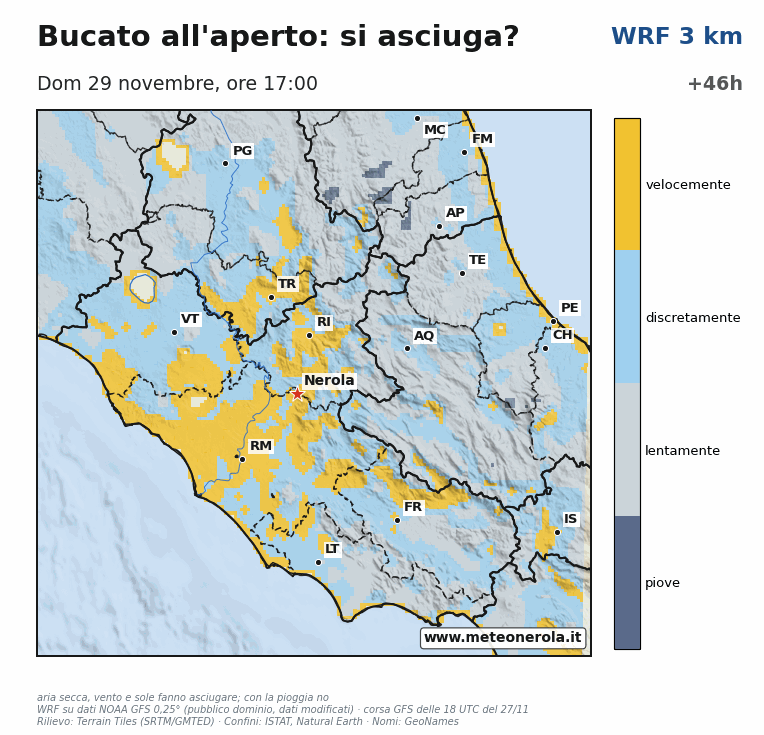 Bucato all'aperto: si asciuga?
WRF 3 km
Dom 29 novembre, ore 17:00
+46h
MC
FM
PG
AP
TE
TR
PE
VT
RI
AQ
CH
Nerola
RM
FR
IS
LT
www.meteonerola.it
velocemente
discretamente
lentamente
piove
aria secca, vento e sole fanno asciugare; con la pioggia no
WRF su dati NOAA GFS 0,25° (pubblico dominio, dati modificati) · corsa GFS delle 18 UTC del 27/11
Rilievo: Terrain Tiles (SRTM/GMTED) · Confini: ISTAT, Natural Earth · Nomi: GeoNames